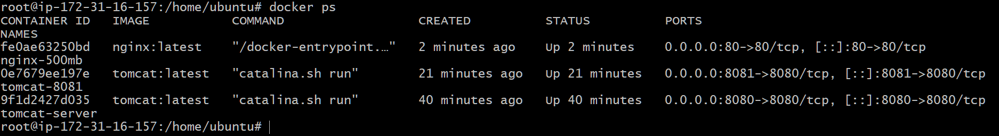 root@ip-172-31-16-157:/home/ubuntu# docker ps
CONTAINER ID   IMAGE           COMMAND                  CREATED          STATUS          PORTS
NAMES
fe0ae63250bd   nginx:latest    "/docker-entrypoint.…"   2 minutes ago    Up 2 minutes    0.0.0.0:80->80/tcp, [::]:80->80/tcp
nginx-500mb
0e7679ee197e   tomcat:latest   "catalina.sh run"        21 minutes ago   Up 21 minutes   0.0.0.0:8081->8080/tcp, [::]:8081->8080/tcp
tomcat-8081
9f1d2427d035   tomcat:latest   "catalina.sh run"        40 minutes ago   Up 40 minutes   0.0.0.0:8080->8080/tcp, [::]:8080->8080/tcp
tomcat-server
root@ip-172-31-16-157:/home/ubuntu#